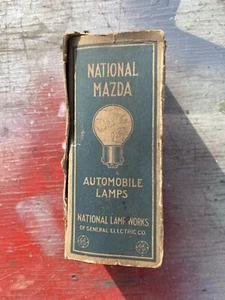 NATIONAL
MAZDA
AUTOMOBILE
LAMPS
NATIONAL LAMP WORKS
OF GENERAL ELECTRIC CO.